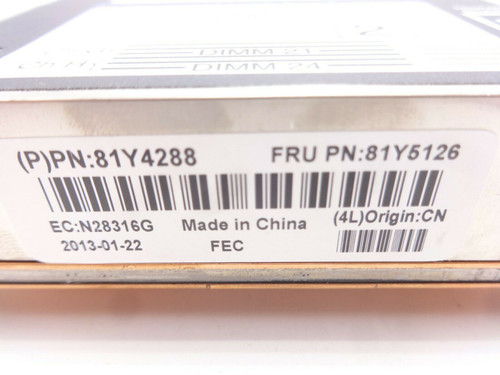 DIMM 21
Ch H:
DIMM 24
(P)PN:81Y4288 FRU PN:81Y5126
EC:N28316G Made in China (4L)Origin:CN
2013-01-22 FEC